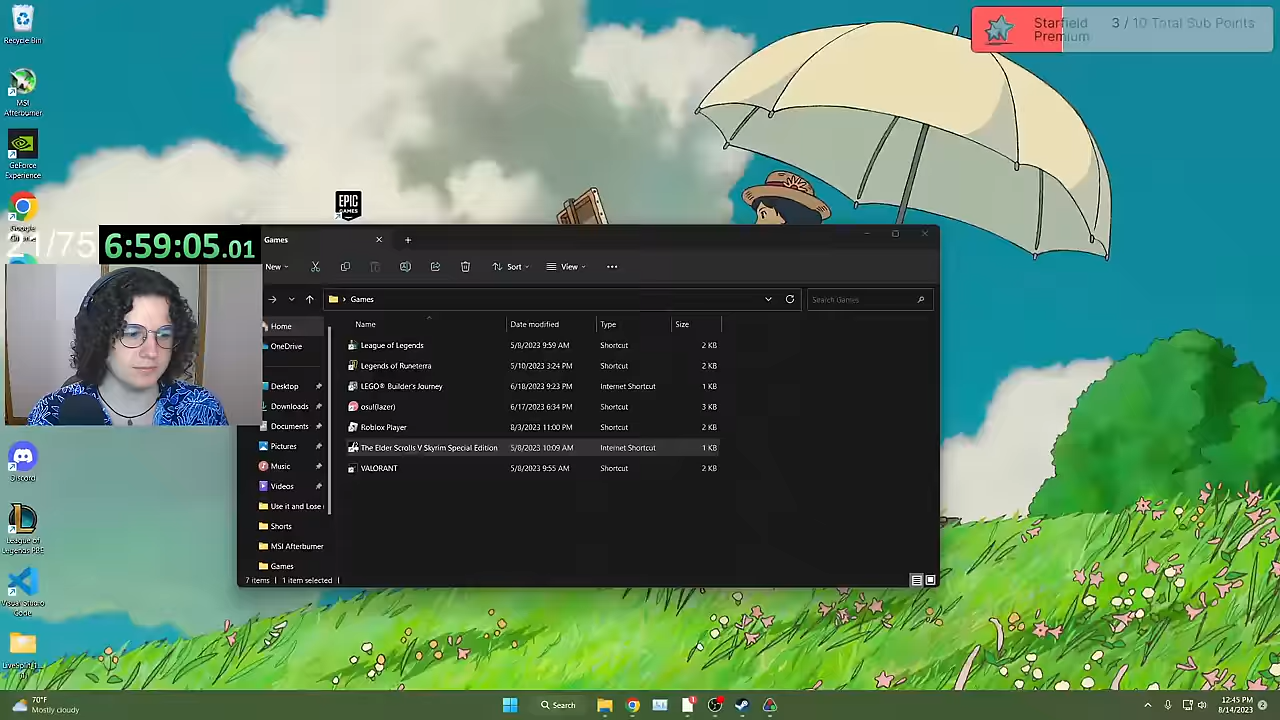 Starfield Premium
3 / 10 Total Sub Points
Recycle Bin
MSI Afterburner
GeForce Experience
Google
EPIC GAMES
21/75
6:59:05.01
Games
New
Sort
View
Games
Search Games
Name
Date modified
Type
Size
Home
OneDrive
Desktop
Downloads
Documents
Pictures
Music
Videos
Use it and Lose
Shorts
MSI Afterburner
Games
League of Legends 5/8/2023 9:59 AM Shortcut 2 KB
Legends of Runeterra 5/10/2023 3:24 PM Shortcut 2 KB
LEGO® Builder's Journey 6/18/2023 9:23 PM Internet Shortcut 1 KB
osu!(lazer) 6/17/2023 6:34 PM Shortcut 3 KB
Roblox Player 8/3/2023 11:00 PM Shortcut 2 KB
The Elder Scrolls V Skyrim Special Edition 5/8/2023 10:09 AM Internet Shortcut 1 KB
VALORANT 5/8/2023 9:55 AM Shortcut 2 KB
7 items
1 item selected
Discord
League of Legends PBE
Visual Studio Code
70°F
Mostly cloudy
Search
12:45 PM
8/14/2023